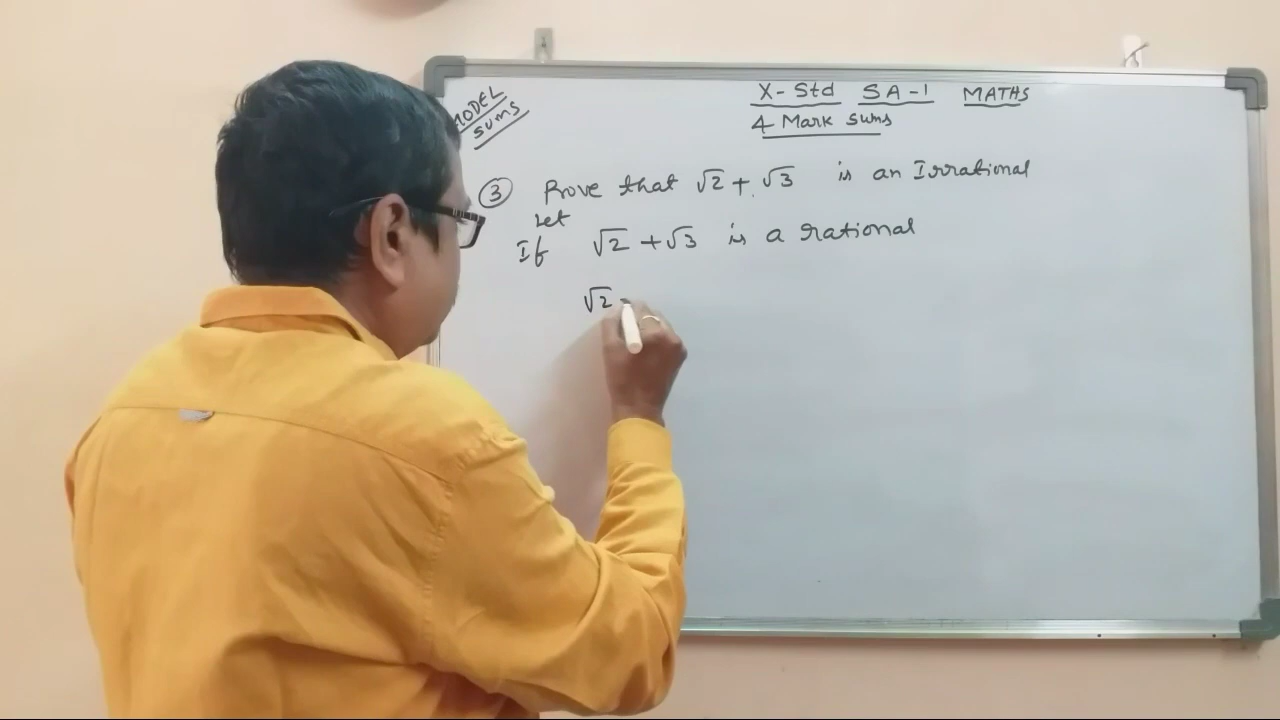 MODEL
SUMS
X-Std SA-1 MATHS
4 Mark sums
③ Prove that √2 + √3 is an Irrational
Let
If √2 + √3 is a rational
√2